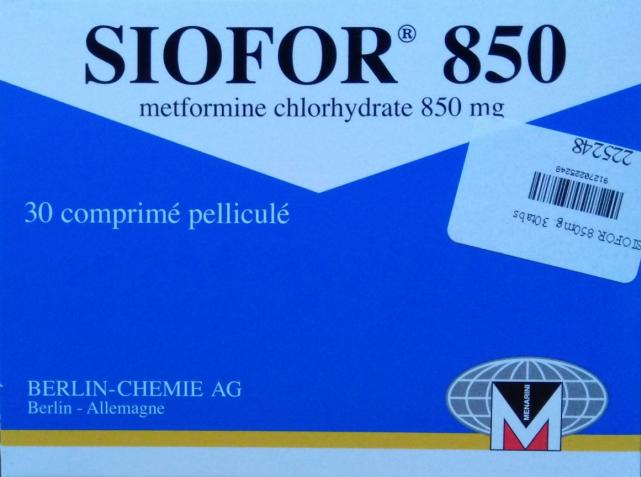 SIOFOR® 850
metformine chlorhydrate 850 mg
225248
91270225248
SIOFOR 850mg. 30tabs
30 comprimé pelliculé
BERLIN-CHEMIE AG
Berlin - Allemagne
MENARINI